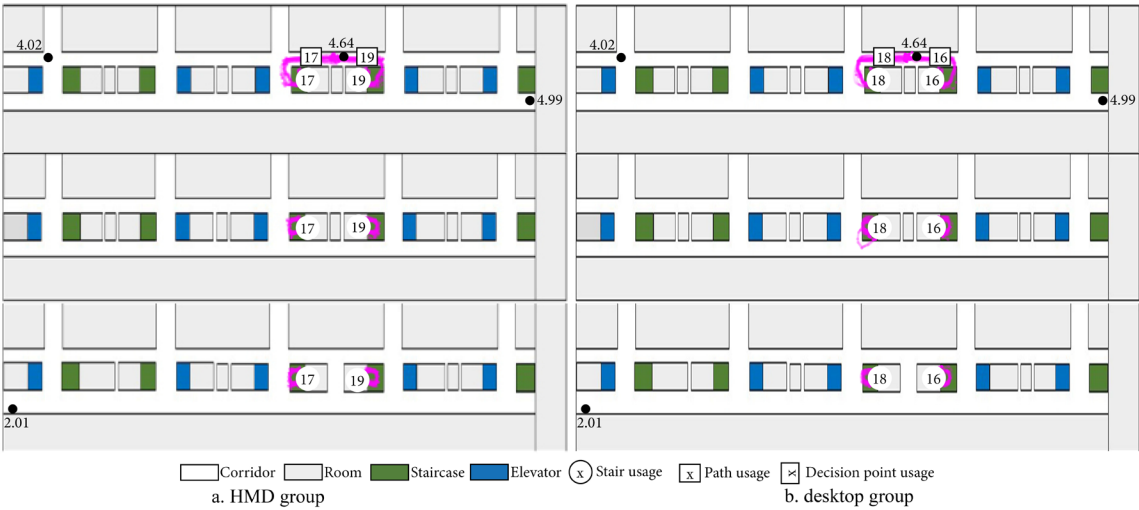 4.02 4.64 4.02 4.64
17 19 18 16
17 19 18 16
4.99 4.99
17 19 18 16
17 19 18 16
2.01 2.01
Corridor Room Staircase Elevator x Stair usage x Path usage x Decision point usage
a. HMD group b. desktop group